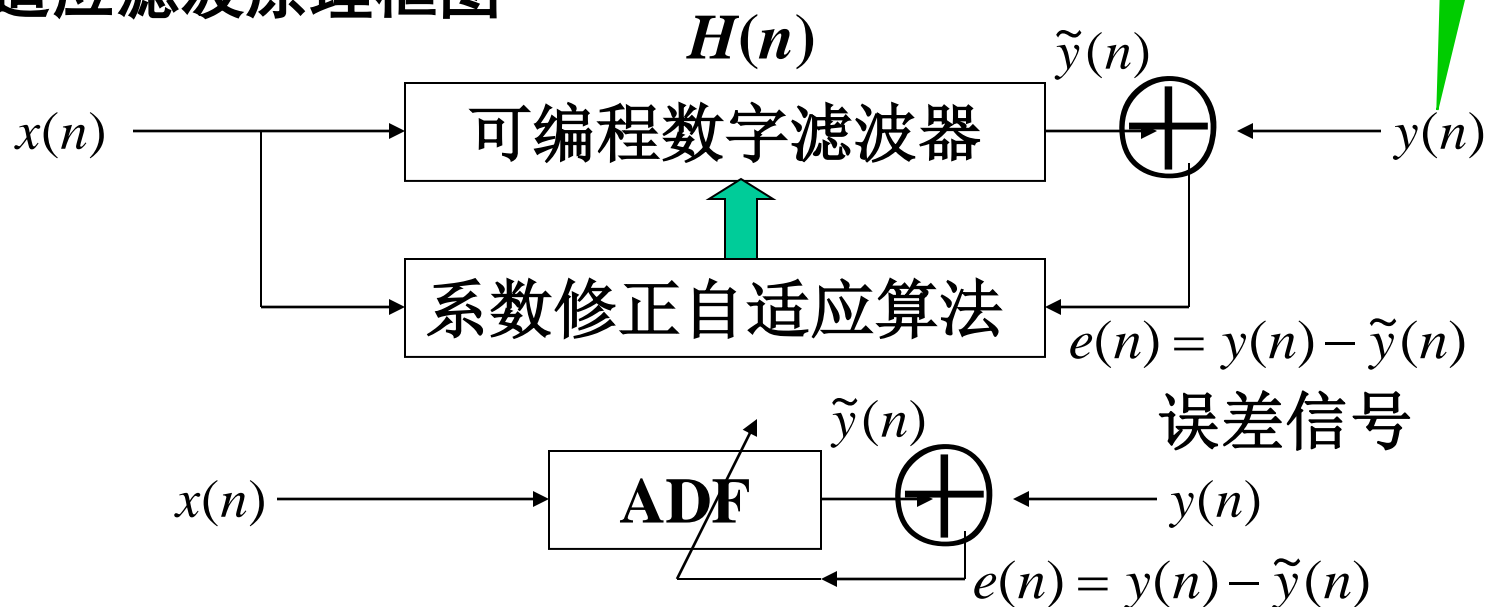 适应滤波原理框图
H(n)
ỹ(n)
x(n)
可编程数字滤波器
y(n)
系数修正自适应算法
e(n) = y(n) − ỹ(n)
误差信号
ỹ(n)
x(n)
ADF
y(n)
e(n) = y(n) − ỹ(n)